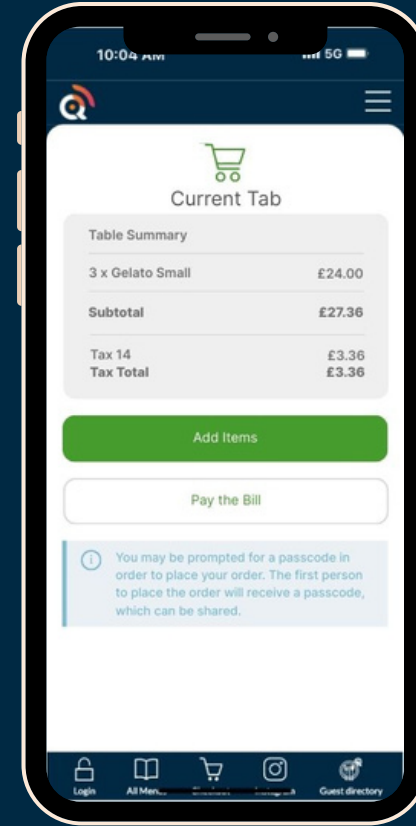 10:04 AM
5G
Current Tab
Table Summary
3 x Gelato Small £24.00
Subtotal £27.36
Tax 14 £3.36
Tax Total £3.36
Add Items
Pay the Bill
You may be prompted for a passcode in
order to place your order. The first person
to place the order will receive a passcode,
which can be shared.
Login All Men Guest directory